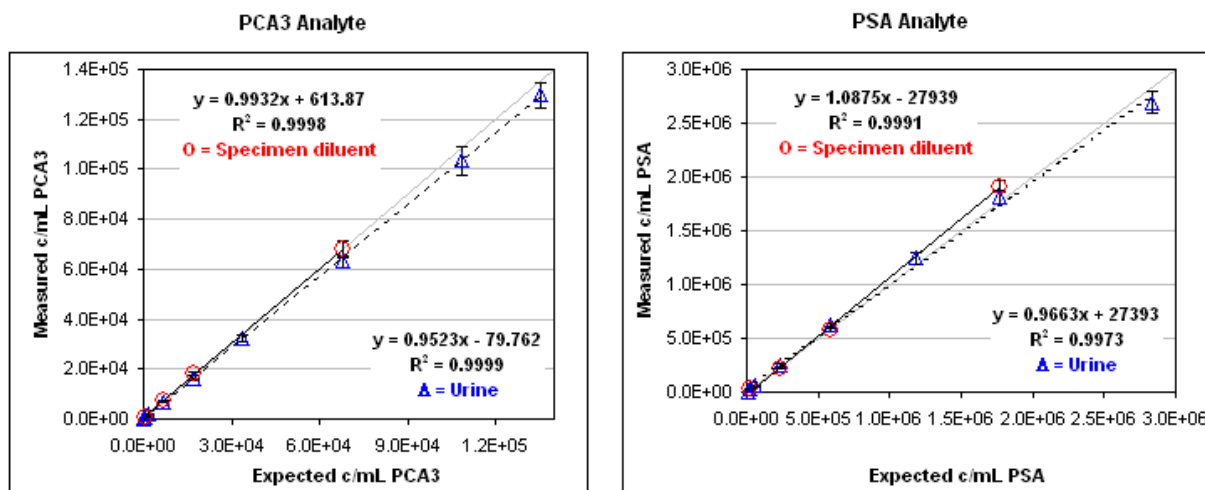 PCA3 Analyte
1.4E+05
1.2E+05
1.0E+05
8.0E+04
6.0E+04
4.0E+04
2.0E+04
0.0E+00
Measured c/mL PCA3
y = 0.9932x + 613.87
R² = 0.9998
O = Specimen diluent
y = 0.9523x - 79.762
R² = 0.9999
Δ = Urine
0.0E+00 3.0E+04 6.0E+04 9.0E+04 1.2E+05
Expected c/mL PCA3
PSA Analyte
3.0E+06
2.5E+06
2.0E+06
1.5E+06
1.0E+06
5.0E+05
0.0E+00
Measured c/mL PSA
y = 1.0875x - 27939
R² = 0.9991
O = Specimen diluent
y = 0.9663x + 27393
R² = 0.9973
Δ = Urine
0.0E+00 5.0E+05 1.0E+06 1.5E+06 2.0E+06 2.5E+06 3.0E+06
Expected c/mL PSA